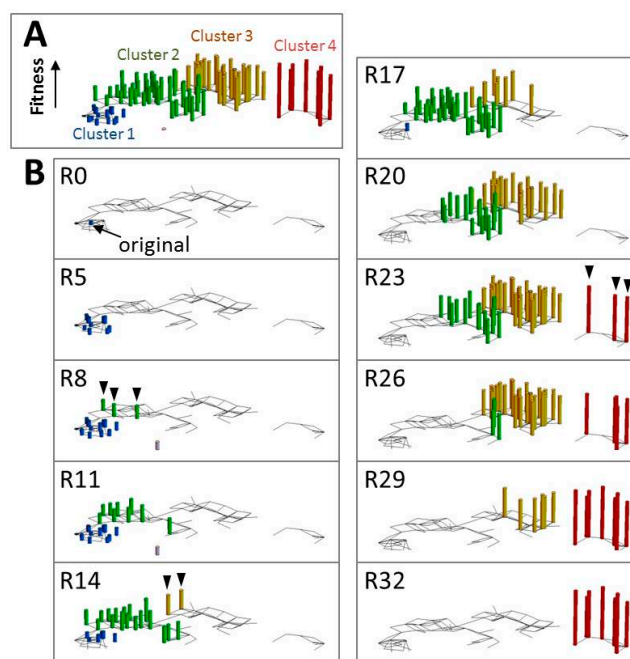 A
Fitness
Cluster 1
Cluster 2
Cluster 3
Cluster 4
B
R0
original
R5
R8
R11
R14
R17
R20
R23
R26
R29
R32